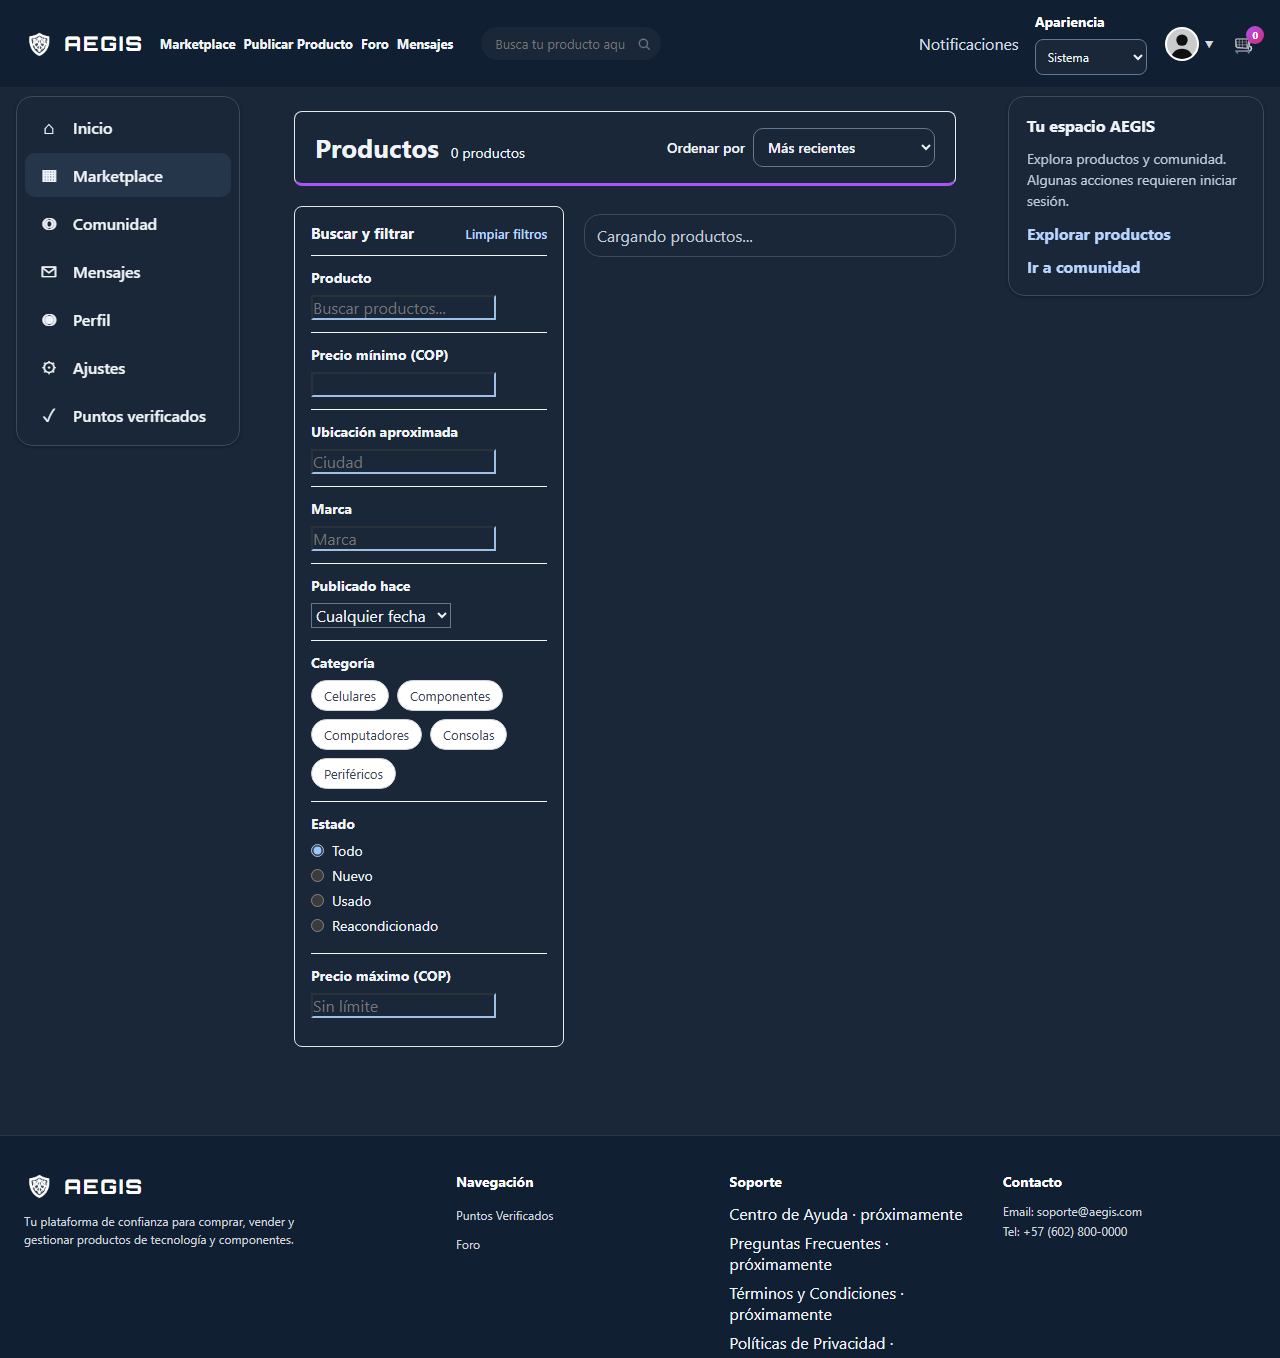 AEGIS
Marketplace Publicar Producto Foro Mensajes
Busca tu producto aqu
Notificaciones
Apariencia
Sistema
0
Inicio
Marketplace
Comunidad
Mensajes
Perfil
Ajustes
Puntos verificados
Productos 0 productos
Ordenar por Más recientes
Buscar y filtrar Limpiar filtros
Producto
Buscar productos...
Precio mínimo (COP)
Ubicación aproximada
Ciudad
Marca
Marca
Publicado hace
Cualquier fecha
Categoría
Celulares Componentes
Computadores Consolas
Periféricos
Estado
Todo
Nuevo
Usado
Reacondicionado
Precio máximo (COP)
Sin límite
Cargando productos...
Tu espacio AEGIS
Explora productos y comunidad.
Algunas acciones requieren iniciar
sesión.
Explorar productos
Ir a comunidad
AEGIS
Tu plataforma de confianza para comprar, vender y
gestionar productos de tecnología y componentes.
Navegación
Puntos Verificados
Foro
Soporte
Centro de Ayuda · próximamente
Preguntas Frecuentes ·
próximamente
Términos y Condiciones ·
próximamente
Políticas de Privacidad ·
Contacto
Email: soporte@aegis.com
Tel: +57 (602) 800-0000